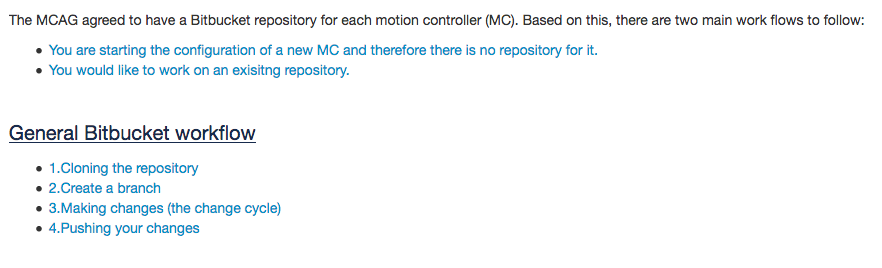 The MCAG agreed to have a Bitbucket repository for each motion controller (MC). Based on this, there are two main work flows to follow:
• You are starting the configuration of a new MC and therefore there is no repository for it.
• You would like to work on an exisitng repository.
General Bitbucket workflow
• 1.Cloning the repository
• 2.Create a branch
• 3.Making changes (the change cycle)
• 4.Pushing your changes